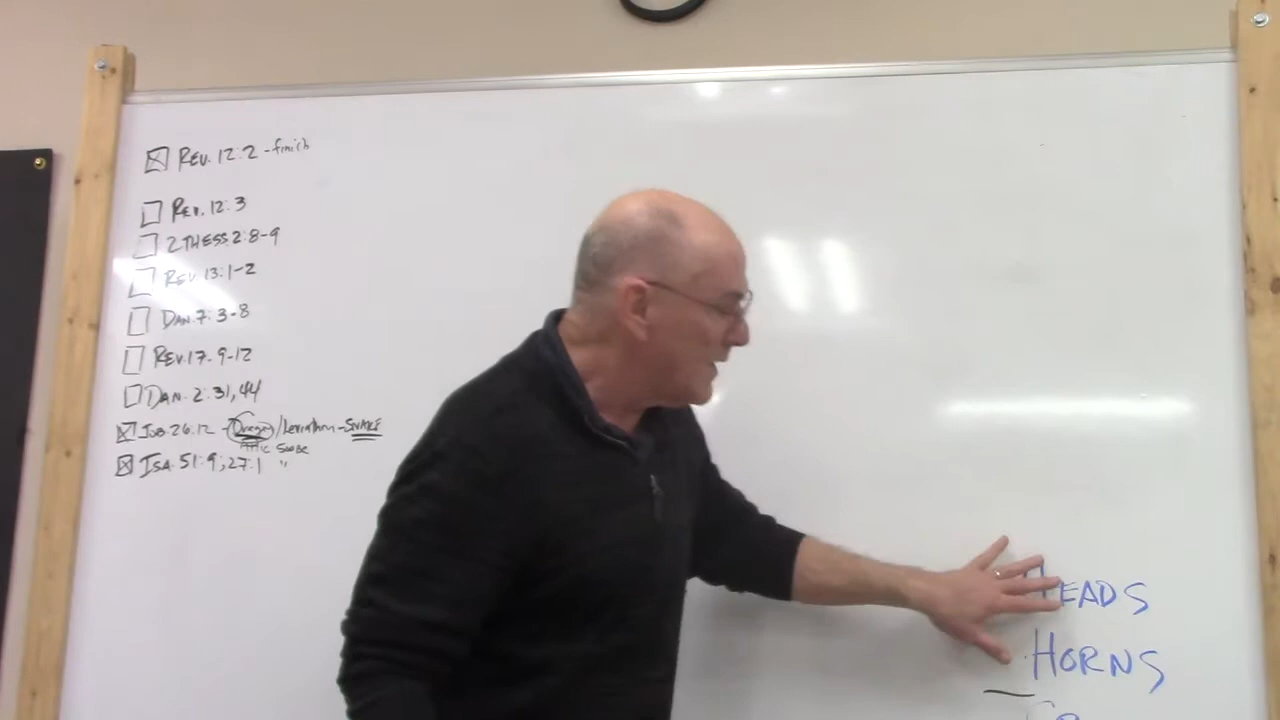 REV. 12:2 - finish
REV. 12:3
2 THESS. 2:8-9
REV. 13:1-2
DAN. 7:3-8
REV. 17:9-12
DAN. 2:31,44
JOB. 26:12 - Dragon / Leviathan - SNAKE
ISA. 51:9, 27:1 "
HEADS
HORNS